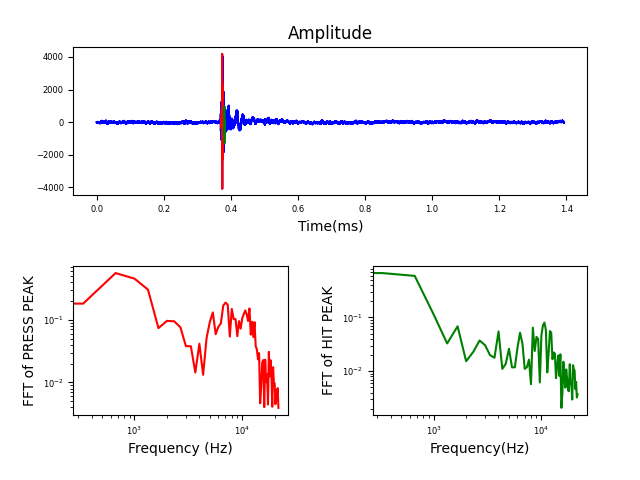 Amplitude
4000
2000
0
−2000
−4000
0.0 0.2 0.4 0.6 0.8 1.0 1.2 1.4
Time(ms)
FFT of PRESS PEAK
10⁻¹
10⁻²
10³ 10⁴
Frequency (Hz)
FFT of HIT PEAK
10⁻¹
10⁻²
10³ 10⁴
Frequency(Hz)